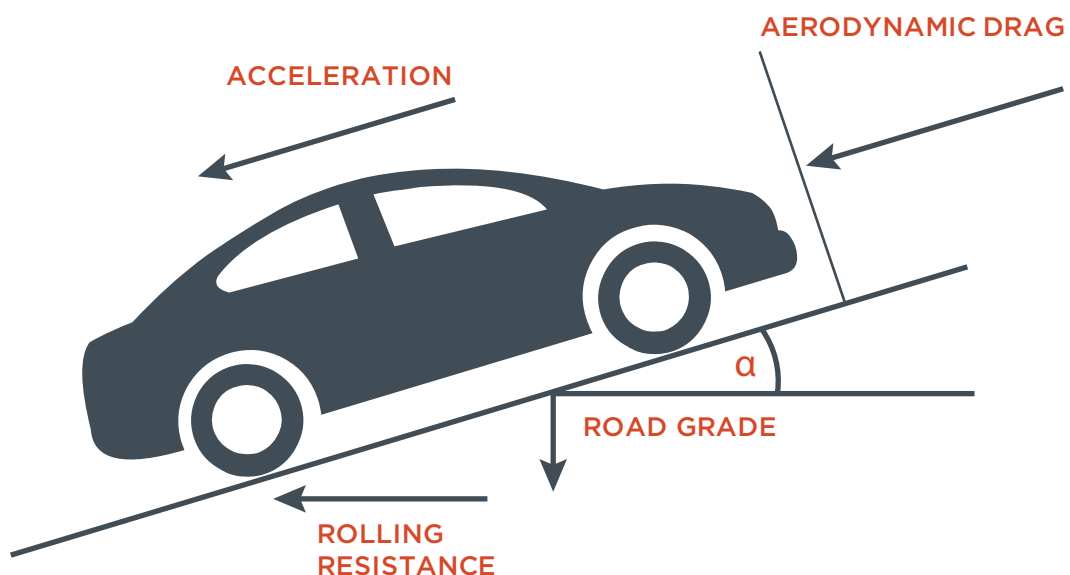 AERODYNAMIC DRAG
ACCELERATION
α
ROAD GRADE
ROLLING
RESISTANCE